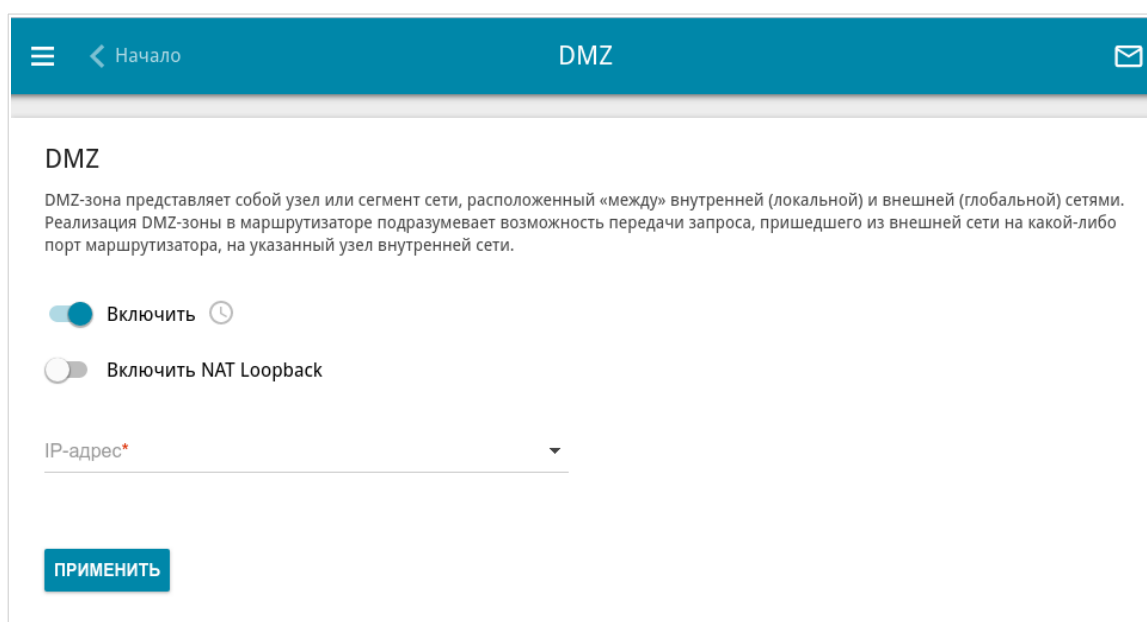 Начало
DMZ
DMZ
DMZ-зона представляет собой узел или сегмент сети, расположенный «между» внутренней (локальной) и внешней (глобальной) сетями.
Реализация DMZ-зоны в маршрутизаторе подразумевает возможность передачи запроса, пришедшего из внешней сети на какой-либо
порт маршрутизатора, на указанный узел внутренней сети.
Включить
Включить NAT Loopback
IP-адрес*
ПРИМЕНИТЬ